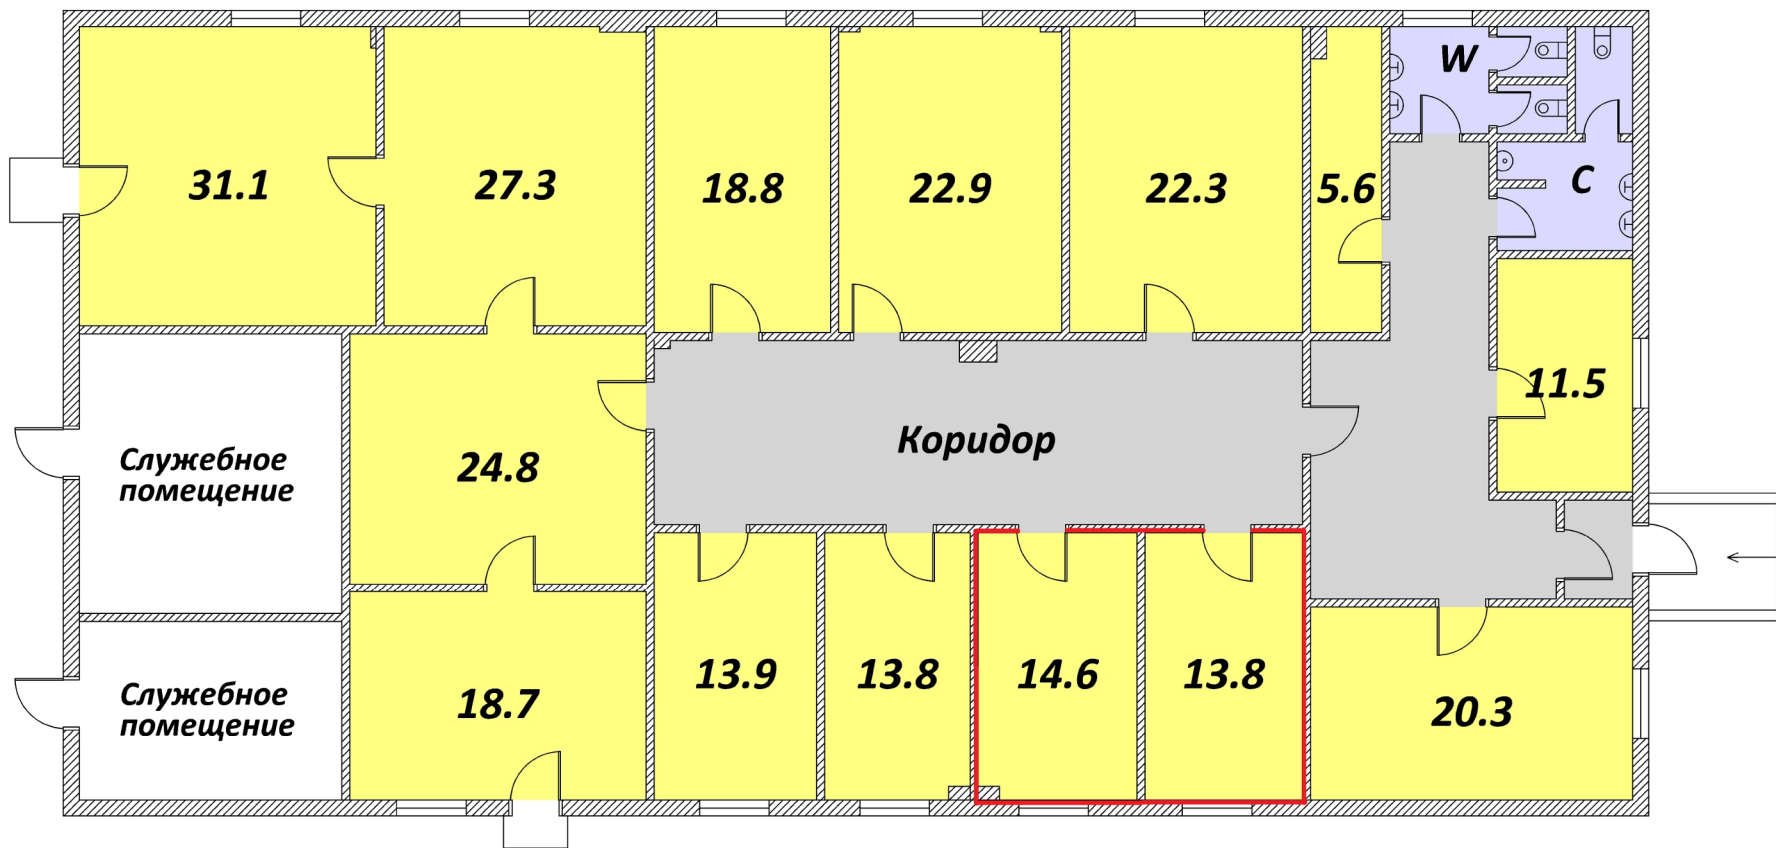 31.1
27.3
18.8
22.9
22.3
5.6
W
C
11.5
Коридор
Служебное
помещение
24.8
Служебное
помещение
18.7
13.9
13.8
14.6
13.8
20.3